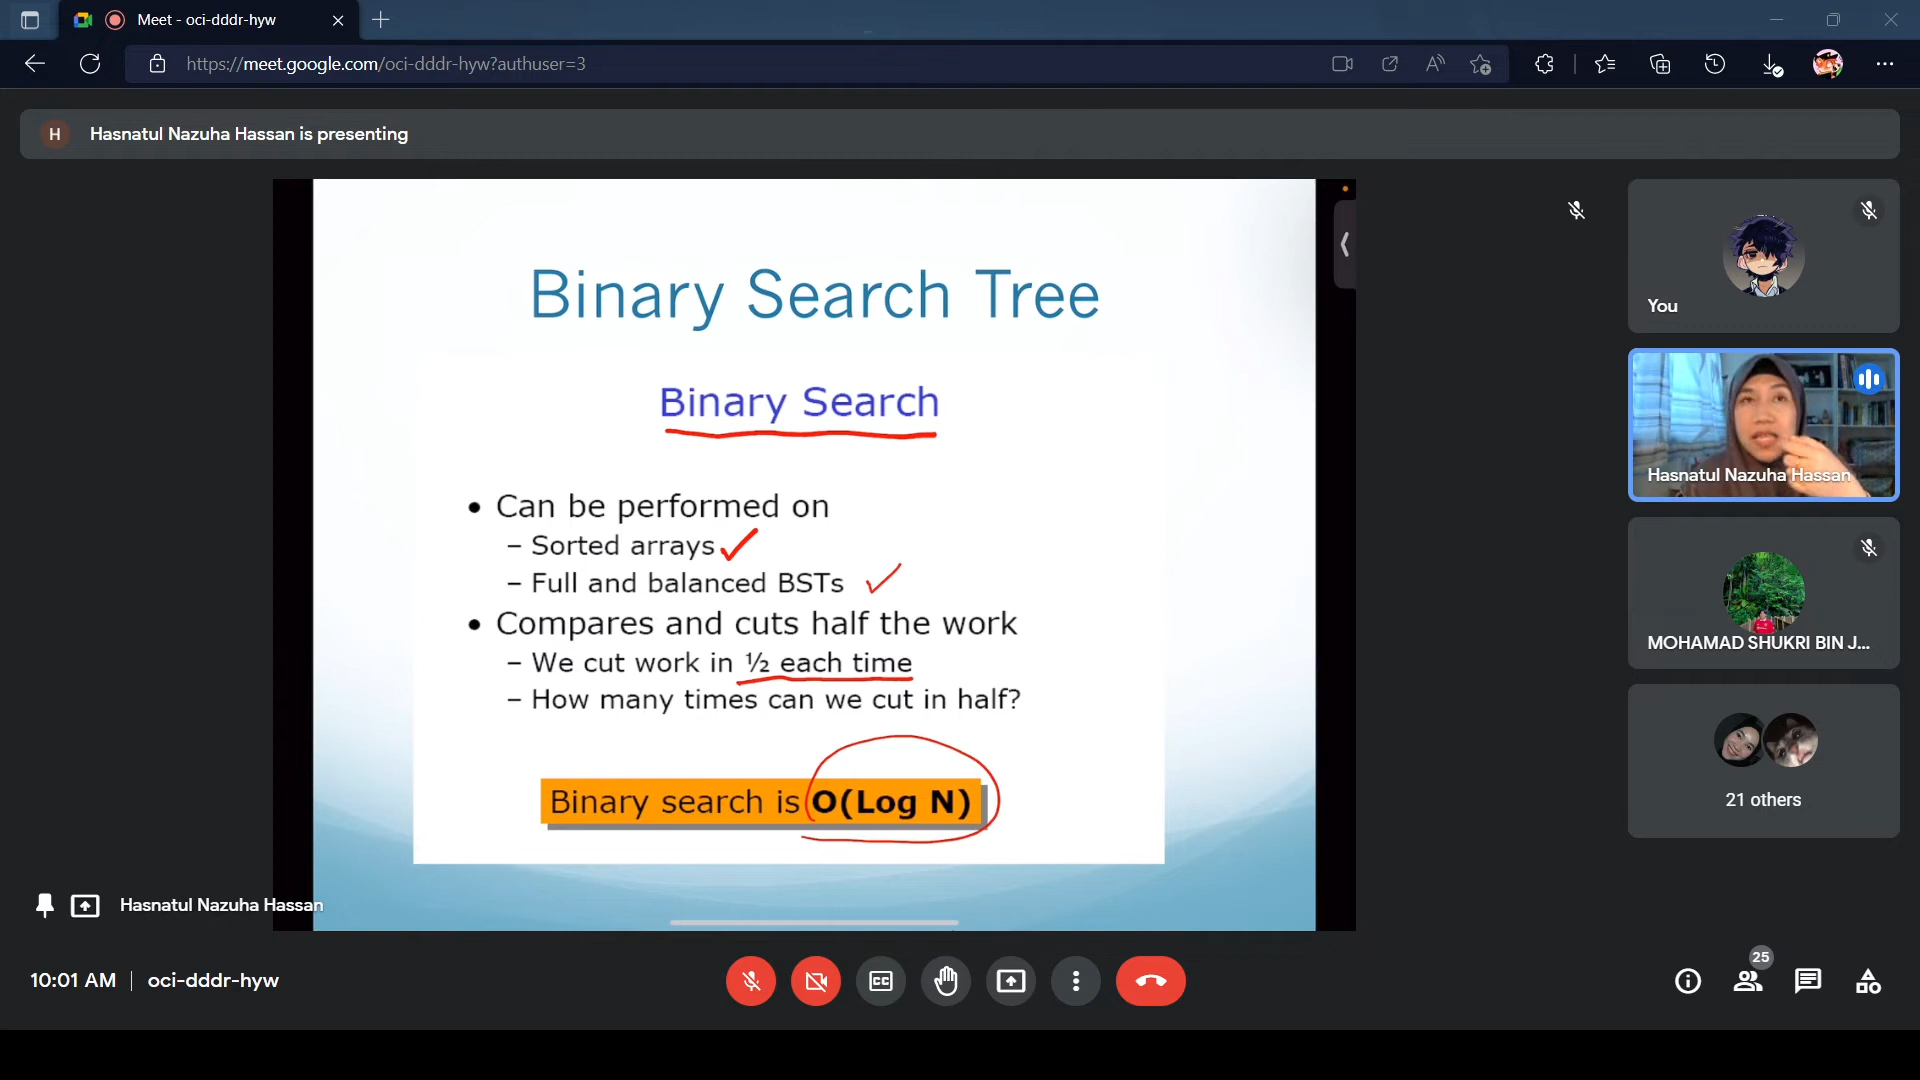 Meet - oci-dddr-hyw
https://meet.google.com/oci-dddr-hyw?authuser=3
H
Hasnatul Nazuha Hassan is presenting
Binary Search Tree
Binary Search
• Can be performed on
– Sorted arrays
– Full and balanced BSTs
• Compares and cuts half the work
– We cut work in ½ each time
– How many times can we cut in half?
Binary search is O(Log N)
You
Hasnatul Nazuha Hassan
MOHAMAD SHUKRI BIN J...
21 others
Hasnatul Nazuha Hassan
10:01 AM | oci-dddr-hyw
CC
25